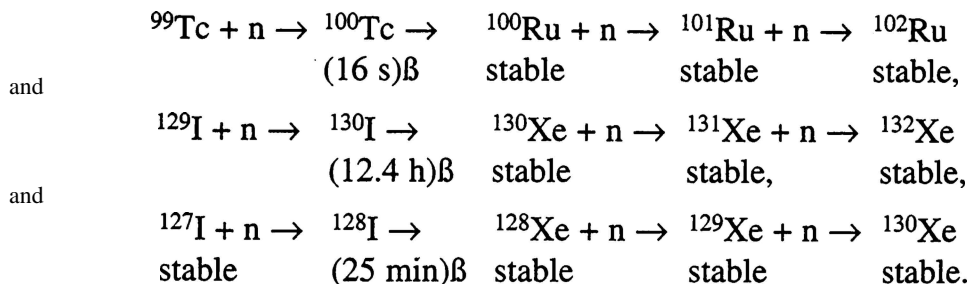 ⁹⁹Tc + n → ¹⁰⁰Tc → ¹⁰⁰Ru + n → ¹⁰¹Ru + n → ¹⁰²Ru
(16 s)ß stable stable stable,
and
¹²⁹I + n → ¹³⁰I → ¹³⁰Xe + n → ¹³¹Xe + n → ¹³²Xe
(12.4 h)ß stable stable, stable,
and
¹²⁷I + n → ¹²⁸I → ¹²⁸Xe + n → ¹²⁹Xe + n → ¹³⁰Xe
stable (25 min)ß stable stable stable.